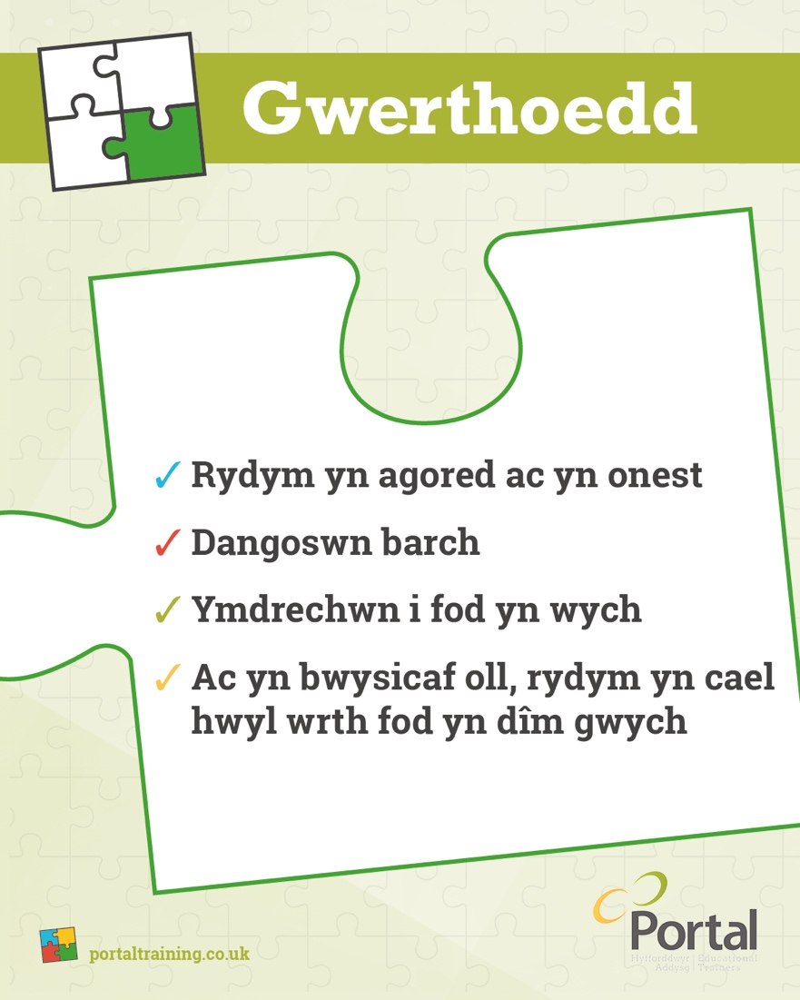 Gwerthoedd
✓ Rydym yn agored ac yn onest
✓ Dangoswn barch
✓ Ymdrechwn i fod yn wych
✓ Ac yn bwysicaf oll, rydym yn cael
hwyl wrth fod yn dîm gwych
portaltraining.co.uk
Portal
Hyfforddwyr | Educational
Addysg | Trainers